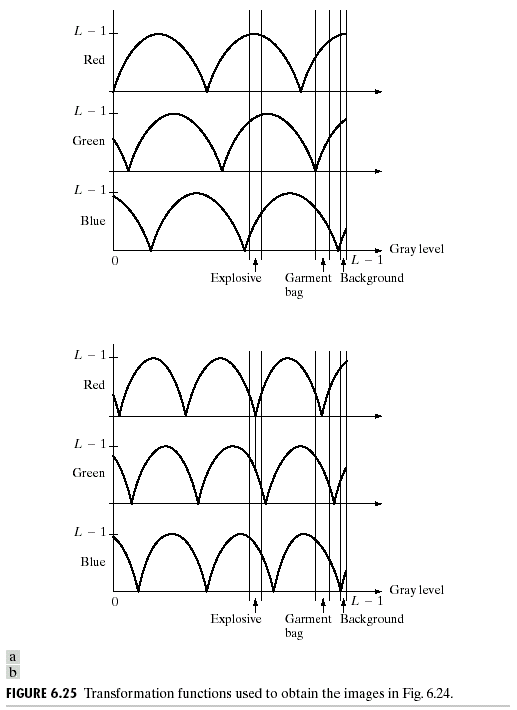 L − 1
Red
L − 1
Green
L − 1
Blue
Gray level
0
L − 1
Explosive
Garment
bag
Background
L − 1
Red
L − 1
Green
L − 1
Blue
Gray level
0
L − 1
Explosive
Garment
bag
Background
a
b
FIGURE 6.25 Transformation functions used to obtain the images in Fig. 6.24.